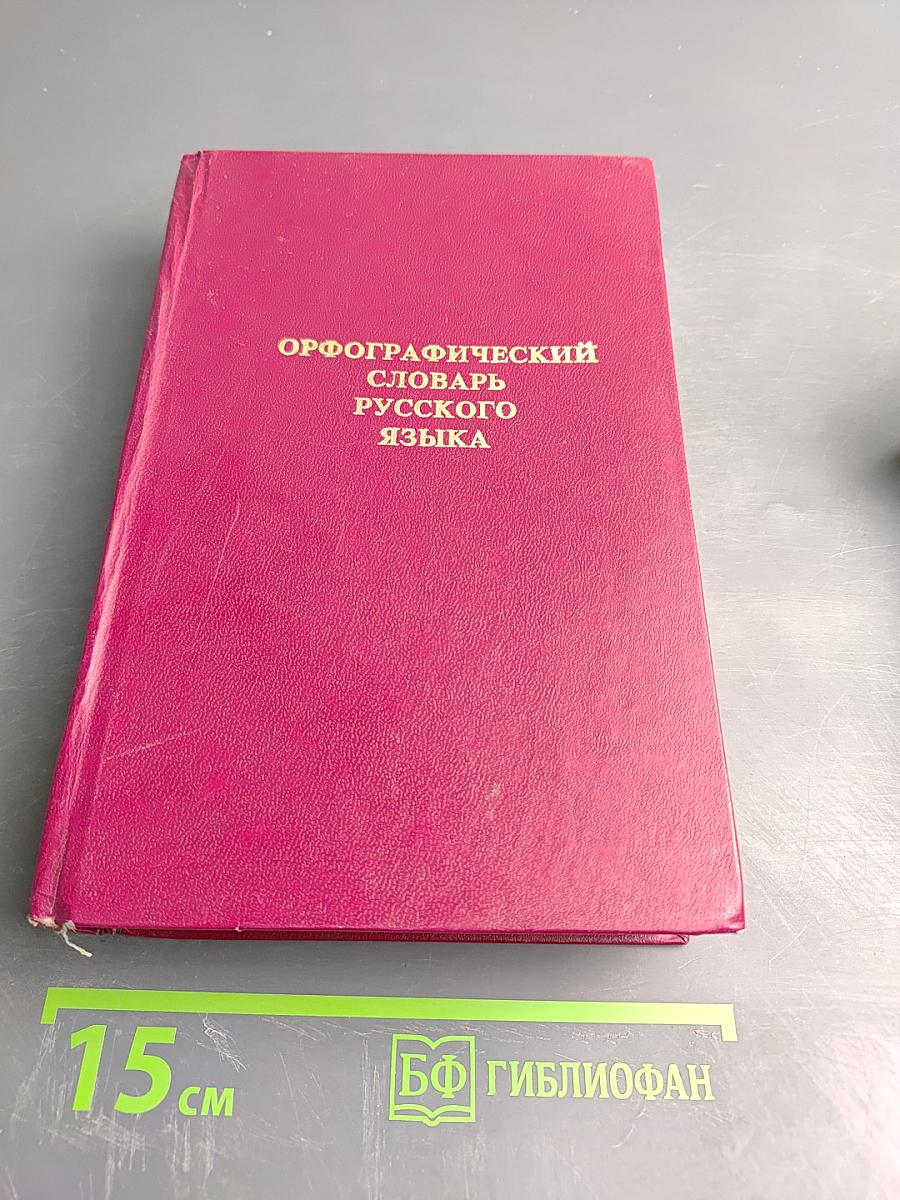 ОРФОГРАФИЧЕСКИЙ
СЛОВАРЬ
РУССКОГО
ЯЗЫКА
15 см
БФ ГИБЛИОФАН